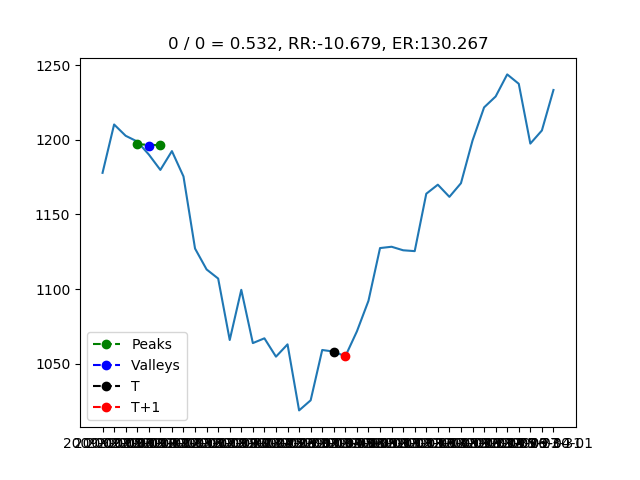 0 / 0 = 0.532, RR:-10.679, ER:130.267
1250
1200
1150
1100
1050
Peaks
Valleys
T
T+1